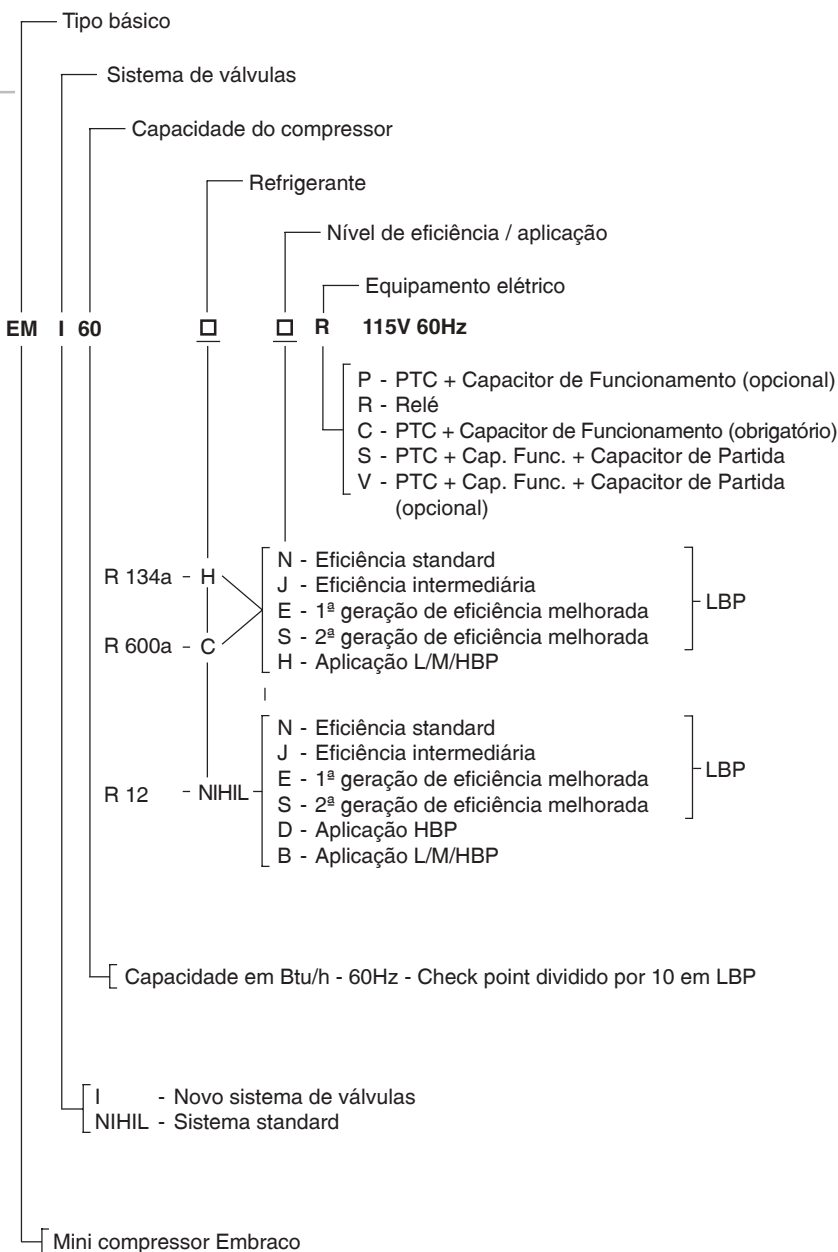 Tipo básico
Sistema de válvulas
Capacidade do compressor
Refrigerante
Nível de eficiência / aplicação
Equipamento elétrico
EM I 60 R 115V 60Hz
P - PTC + Capacitor de Funcionamento (opcional)
R - Relé
C - PTC + Capacitor de Funcionamento (obrigatório)
S - PTC + Cap. Func. + Capacitor de Partida
V - PTC + Cap. Func. + Capacitor de Partida
(opcional)
R 134a - H
R 600a - C
N - Eficiência standard
J - Eficiência intermediária
E - 1ª geração de eficiência melhorada
S - 2ª geração de eficiência melhorada
H - Aplicação L/M/HBP
LBP
R 12 - NIHIL
N - Eficiência standard
J - Eficiência intermediária
E - 1ª geração de eficiência melhorada
S - 2ª geração de eficiência melhorada
D - Aplicação HBP
B - Aplicação L/M/HBP
LBP
Capacidade em Btu/h - 60Hz - Check point dividido por 10 em LBP
I - Novo sistema de válvulas
NIHIL - Sistema standard
Mini compressor Embraco